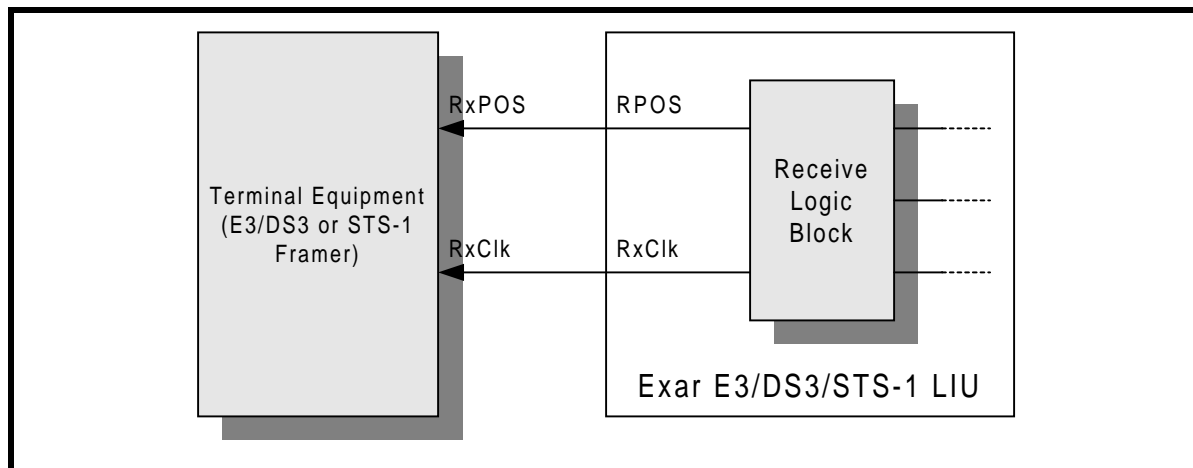 RxPOS
RPOS
Terminal Equipment
(E3/DS3 or STS-1
Framer)
Receive
Logic
Block
RxClk
RxClk
Exar E3/DS3/STS-1 LIU